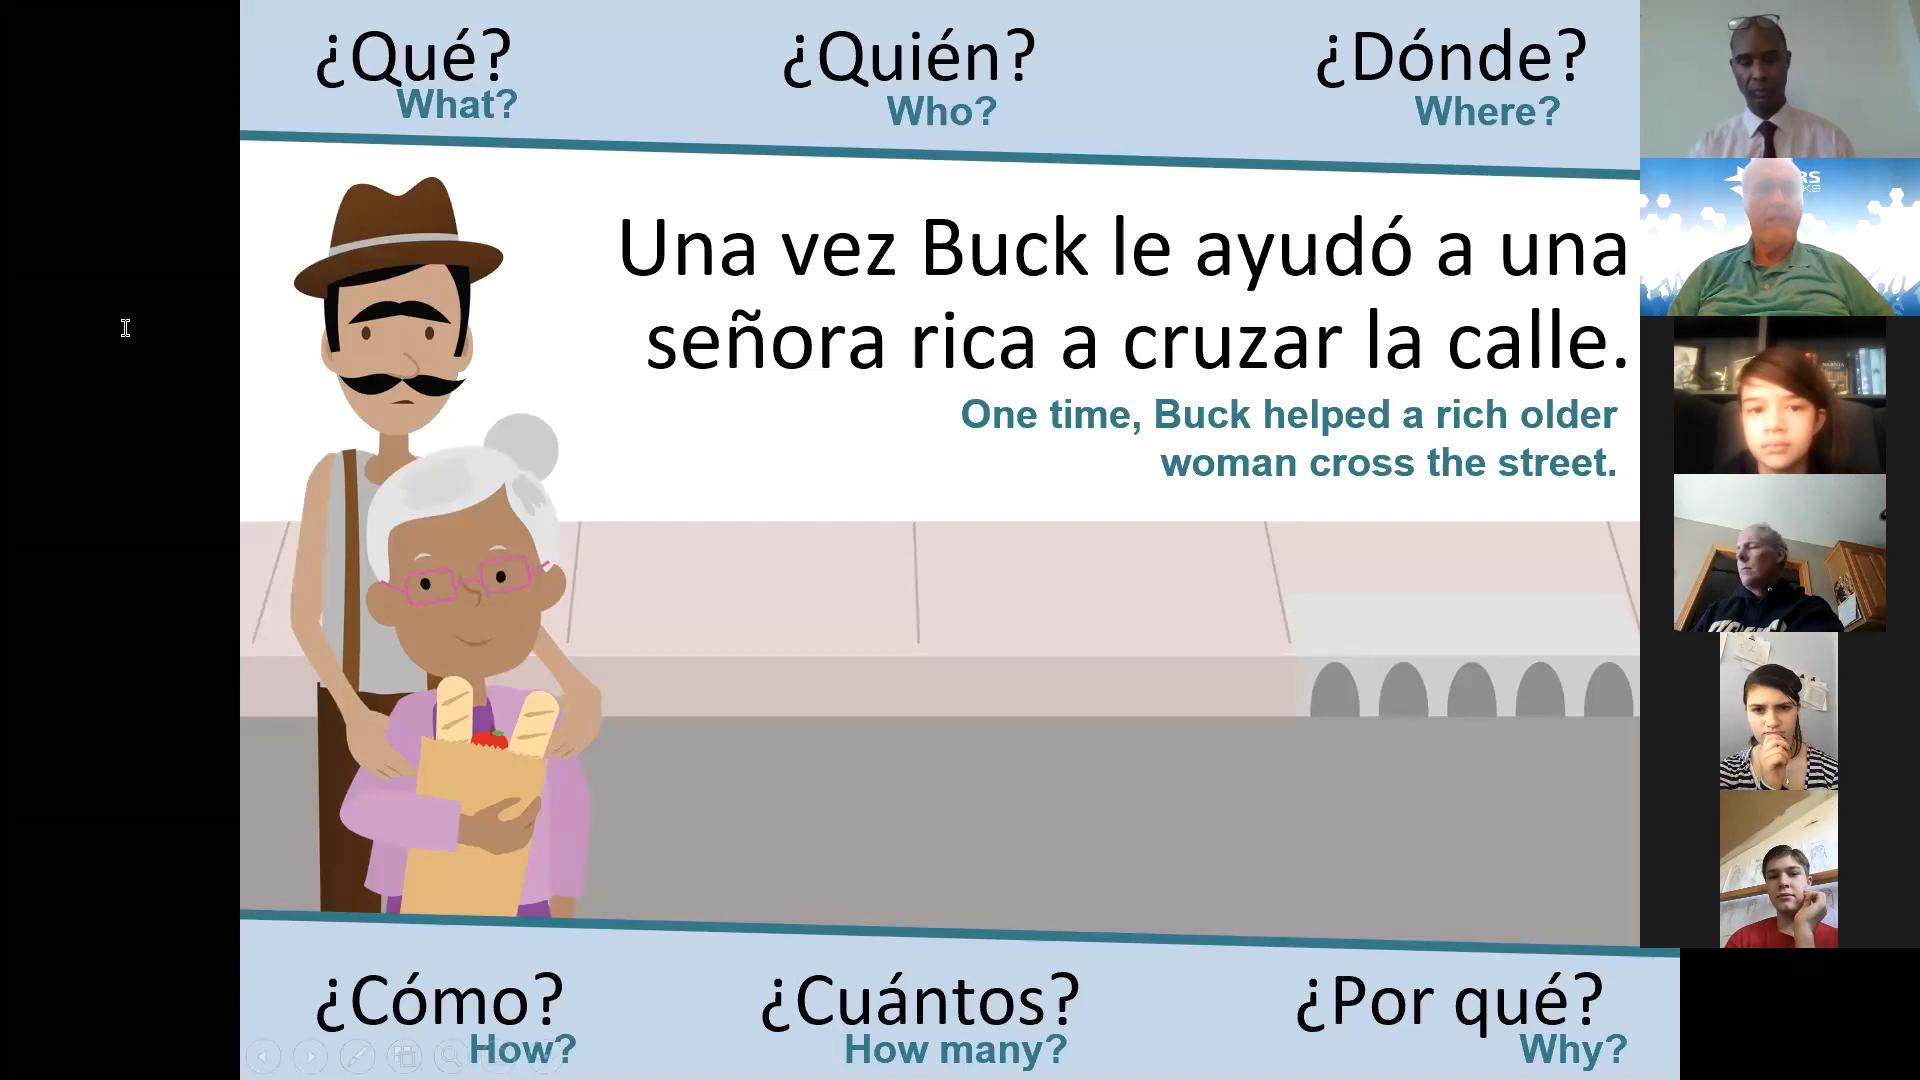 ¿Qué? ¿Quién? ¿Dónde?
What? Who? Where?
Una vez Buck le ayudó a una
señora rica a cruzar la calle.
One time, Buck helped a rich older
woman cross the street.
¿Cómo? ¿Cuántos? ¿Por qué?
How? How many? Why?